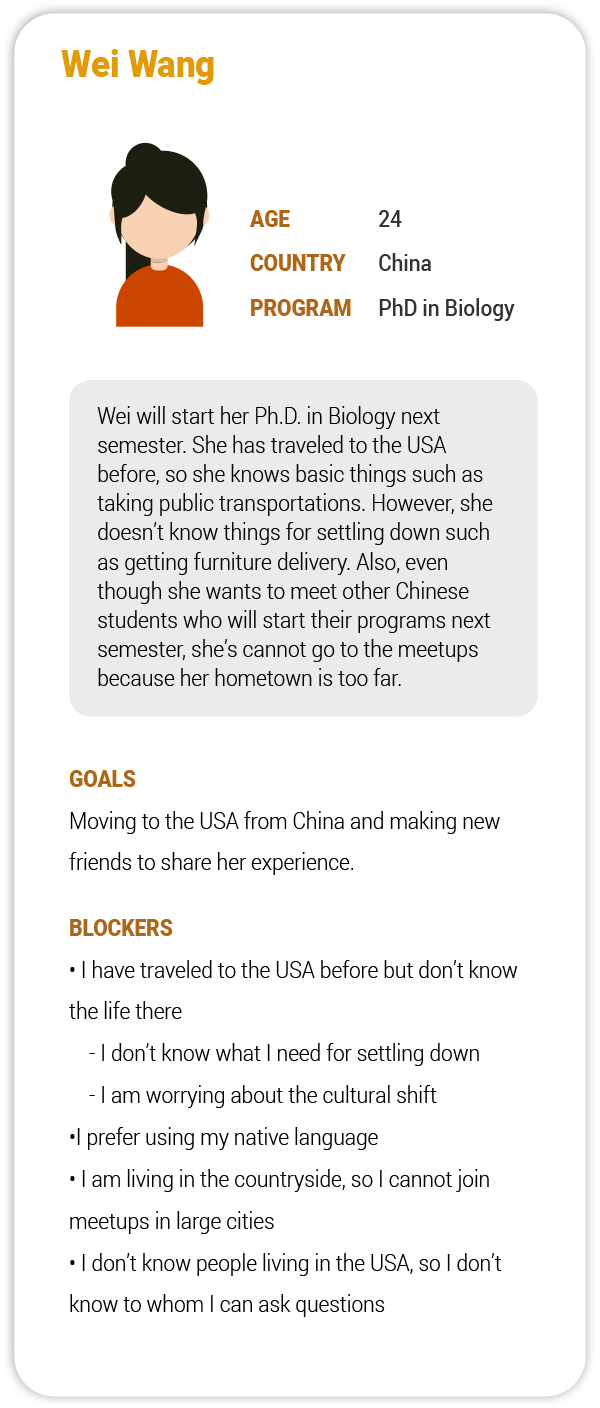 Wei Wang
AGE 24
COUNTRY China
PROGRAM PhD in Biology
Wei will start her Ph.D. in Biology next
semester. She has traveled to the USA
before, so she knows basic things such as
taking public transportations. However, she
doesn’t know things for settling down such
as getting furniture delivery. Also, even
though she wants to meet other Chinese
students who will start their programs next
semester, she’s cannot go to the meetups
because her hometown is too far.
GOALS
Moving to the USA from China and making new
friends to share her experience.
BLOCKERS
• I have traveled to the USA before but don’t know
the life there
- I don’t know what I need for settling down
- I am worrying about the cultural shift
•I prefer using my native language
• I am living in the countryside, so I cannot join
meetups in large cities
• I don’t know people living in the USA, so I don’t
know to whom I can ask questions